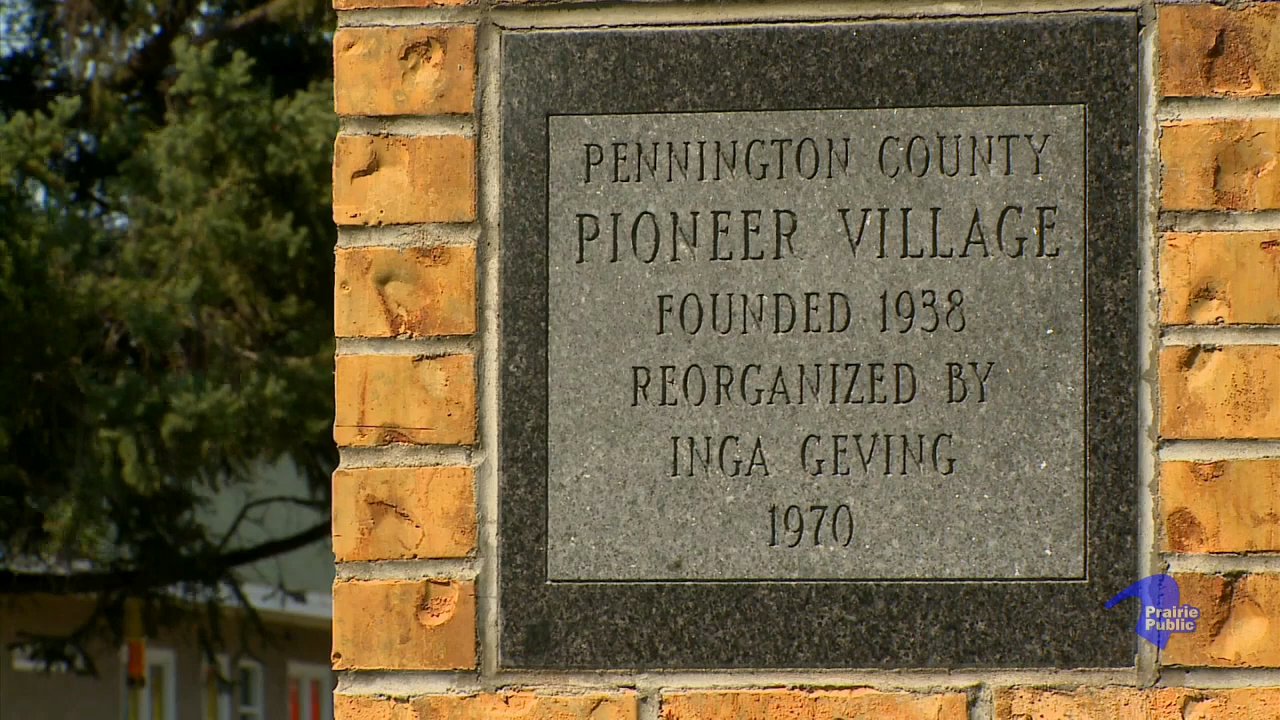 PENNINGTON COUNTY
PIONEER VILLAGE
FOUNDED 1938
REORGANIZED BY
INGA GEVING
1970
Prairie
Public